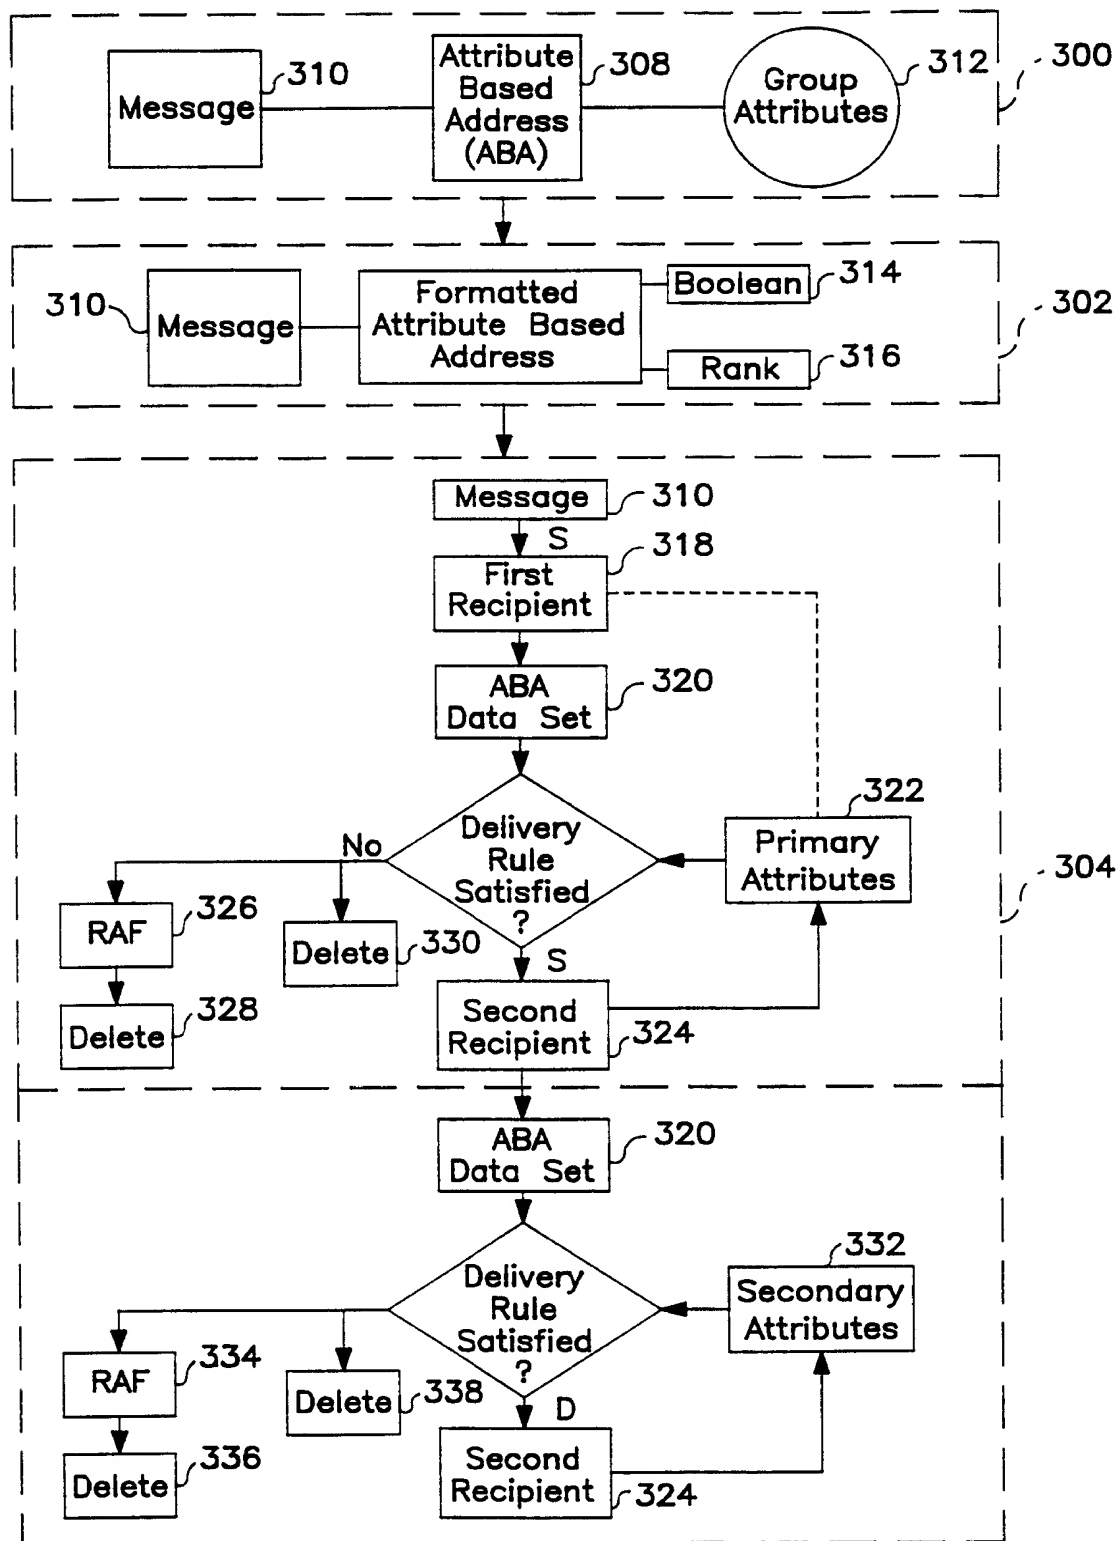 310
Message
Attribute
Based
Address
(ABA)
308
Group
Attributes
312
300
310
Message
Formatted
Attribute Based
Address
Boolean
314
Rank
316
302
Message
310
S
First
Recipient
318
ABA
Data Set
320
Delivery
Rule
Satisfied
?
No
322
Primary
Attributes
304
RAF
326
Delete
328
Delete
330
S
Second
Recipient
324
ABA
Data Set
320
Delivery
Rule
Satisfied
?
332
Secondary
Attributes
RAF
334
Delete
336
Delete
338
D
Second
Recipient
324